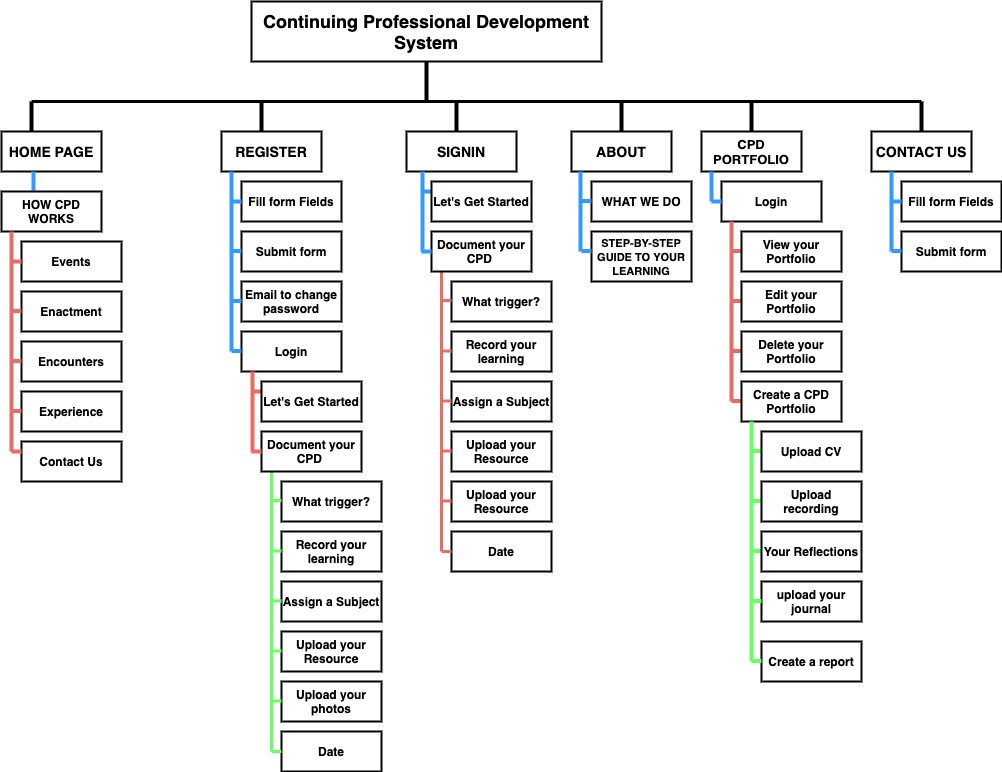 Continuing Professional Development
System
HOME PAGE
HOW CPD
WORKS
Events
Enactment
Encounters
Experience
Contact Us
REGISTER
Fill form Fields
Submit form
Email to change
password
Login
Let's Get Started
Document your
CPD
What trigger?
Record your
learning
Assign a Subject
Upload your
Resource
Upload your
photos
Date
SIGNIN
Let's Get Started
Document your
CPD
What trigger?
Record your
learning
Assign a Subject
Upload your
Resource
Upload your
Resource
Date
ABOUT
WHAT WE DO
STEP-BY-STEP
GUIDE TO YOUR
LEARNING
CPD
PORTFOLIO
Login
View your
Portfolio
Edit your
Portfolio
Delete your
Portfolio
Create a CPD
Portfolio
Upload CV
Upload
recording
Your Reflections
upload your
journal
Create a report
CONTACT US
Fill form Fields
Submit form